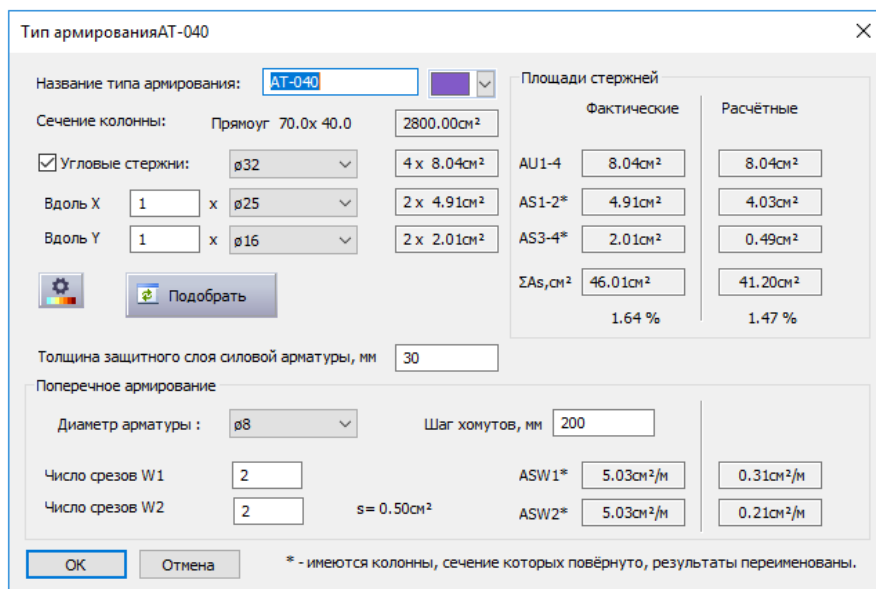 Тип армированияАТ-040
Название типа армирования: АТ-040
Площади стержней
Фактические Расчётные
Сечение колонны: Прямоуг 70.0x 40.0 2800.00см²
Угловые стержни: ø32 4 x 8.04см² AU1-4 8.04см² 8.04см²
Вдоль X 1 x ø25 2 x 4.91см² AS1-2* 4.91см² 4.03см²
Вдоль Y 1 x ø16 2 x 2.01см² AS3-4* 2.01см² 0.49см²
Подобрать ΣAs,см² 46.01см² 41.20см²
1.64 % 1.47 %
Толщина защитного слоя силовой арматуры, мм 30
Поперечное армирование
Диаметр арматуры : ø8 Шаг хомутов, мм 200
Число срезов W1 2 ASW1* 5.03см²/м 0.31см²/м
Число срезов W2 2 s= 0.50см² ASW2* 5.03см²/м 0.21см²/м
OK Отмена * - имеются колонны, сечение которых повёрнуто, результаты переименованы.